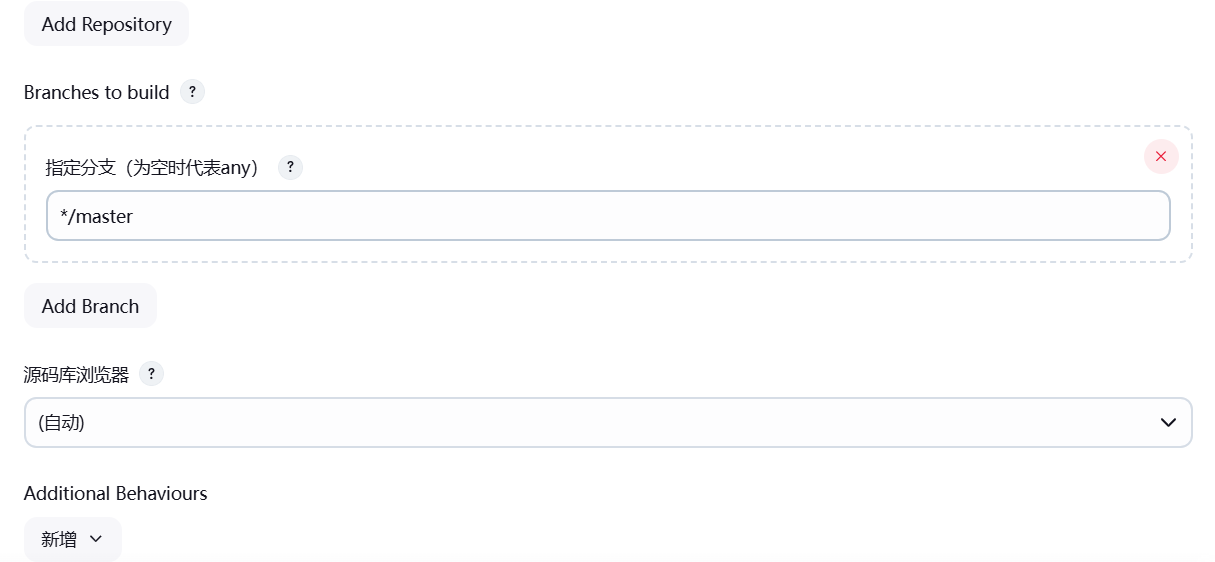 Add Repository
Branches to build ?
指定分支（为空时代表any） ?
*/master
Add Branch
源码库浏览器 ?
(自动)
Additional Behaviours
新增